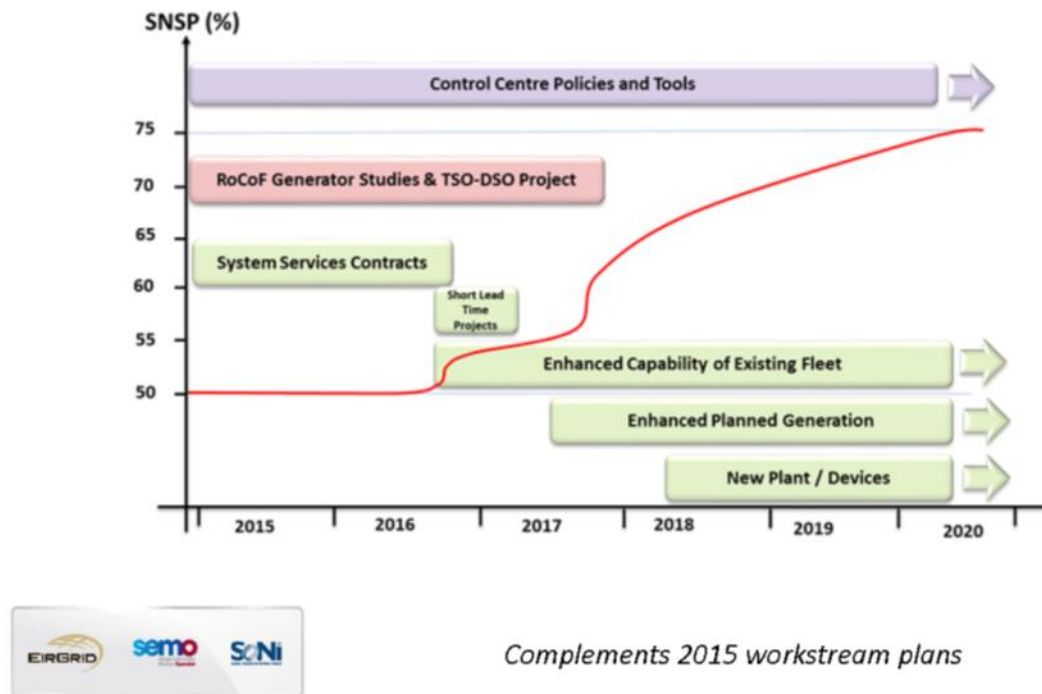 SNSP (%)
Control Centre Policies and Tools
75
RoCoF Generator Studies & TSO-DSO Project
70
65
System Services Contracts
60
Short Lead
Time
Projects
55
Enhanced Capability of Existing Fleet
50
Enhanced Planned Generation
New Plant / Devices
2015 2016 2017 2018 2019 2020
EIRGRID semo SONI
Complements 2015 workstream plans